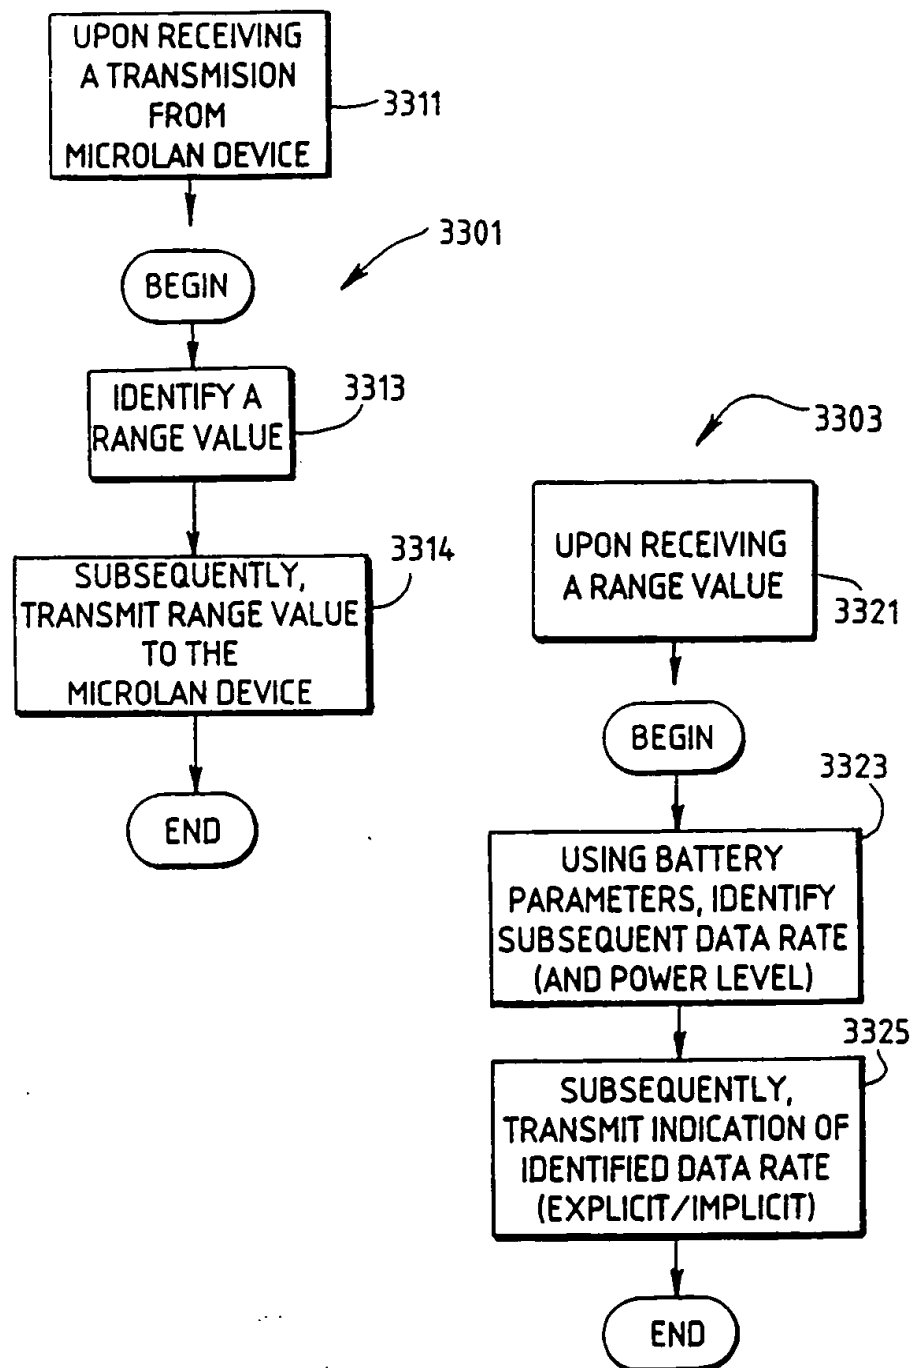 UPON RECEIVING
A TRANSMISION
FROM
MICROLAN DEVICE
3311
3301
BEGIN
IDENTIFY A
RANGE VALUE
3313
SUBSEQUENTLY,
TRANSMIT RANGE VALUE
TO THE
MICROLAN DEVICE
3314
END
3303
UPON RECEIVING
A RANGE VALUE
3321
BEGIN
3323
USING BATTERY
PARAMETERS, IDENTIFY
SUBSEQUENT DATA RATE
(AND POWER LEVEL)
3325
SUBSEQUENTLY,
TRANSMIT INDICATION OF
IDENTIFIED DATA RATE
(EXPLICIT/IMPLICIT)
END